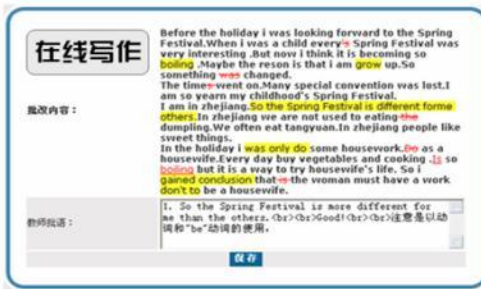 在线写作
Before the holiday i was looking forward to the Spring
Festival.When i was a child every's Spring Festival was
very interesting .But now i think it is becoming so
boiling .Maybe the reson is that i am grow up.So
something was changed.
The times went on.Many special convention was lost.I
am so yearn my childhood's Spring Festival.
I am in zhejiang.So the Spring Festival is different forme
others.In zhejiang we are not used to eating the
dumpling.We often eat tangyuan.In zhejiang people like
sweet things.
In the holiday i was only do some housework.Do as a
housewife.Every day buy vegetables and cooking .Is so
boiling but it is a way to try housewife's life. So i
gained conclusion that is the woman must have a work
don't to be a housewife.
批改内容：
教师批语：
1. So the Spring Festival is more different for
me than the others.<br><br>Good!<br><br>注意是以动
词和"be"动词的使用。
保存